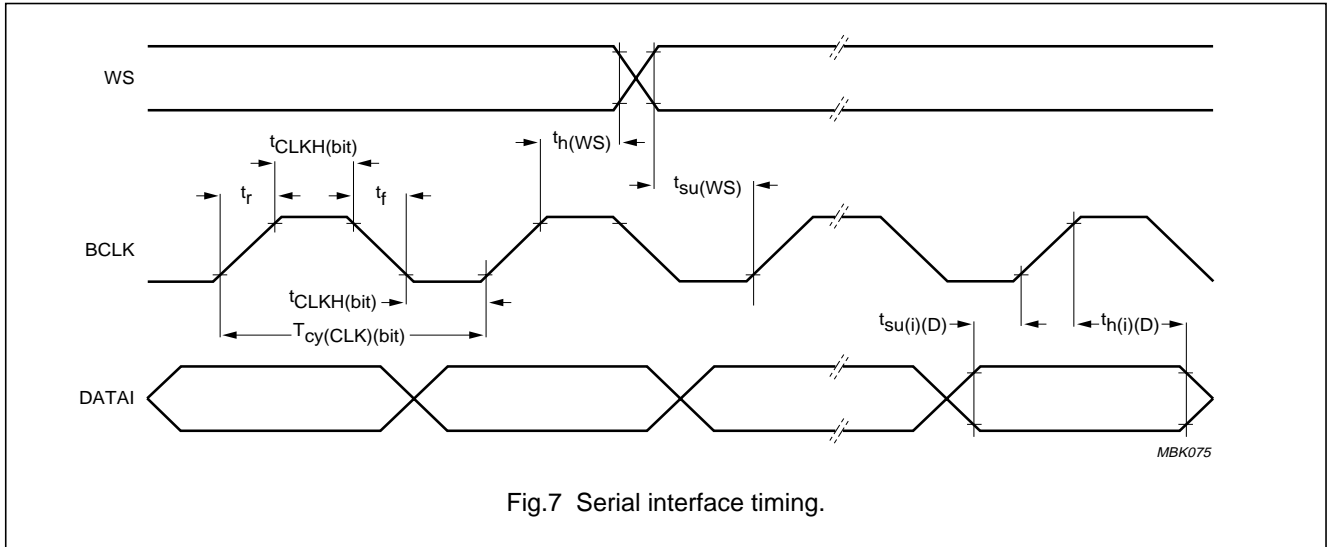 WS
tCLKH(bit)
th(WS)
tr
tf
tsu(WS)
BCLK
tCLKH(bit)
Tcy(CLK)(bit)
tsu(i)(D)
th(i)(D)
DATAI
MBK075
Fig.7 Serial interface timing.